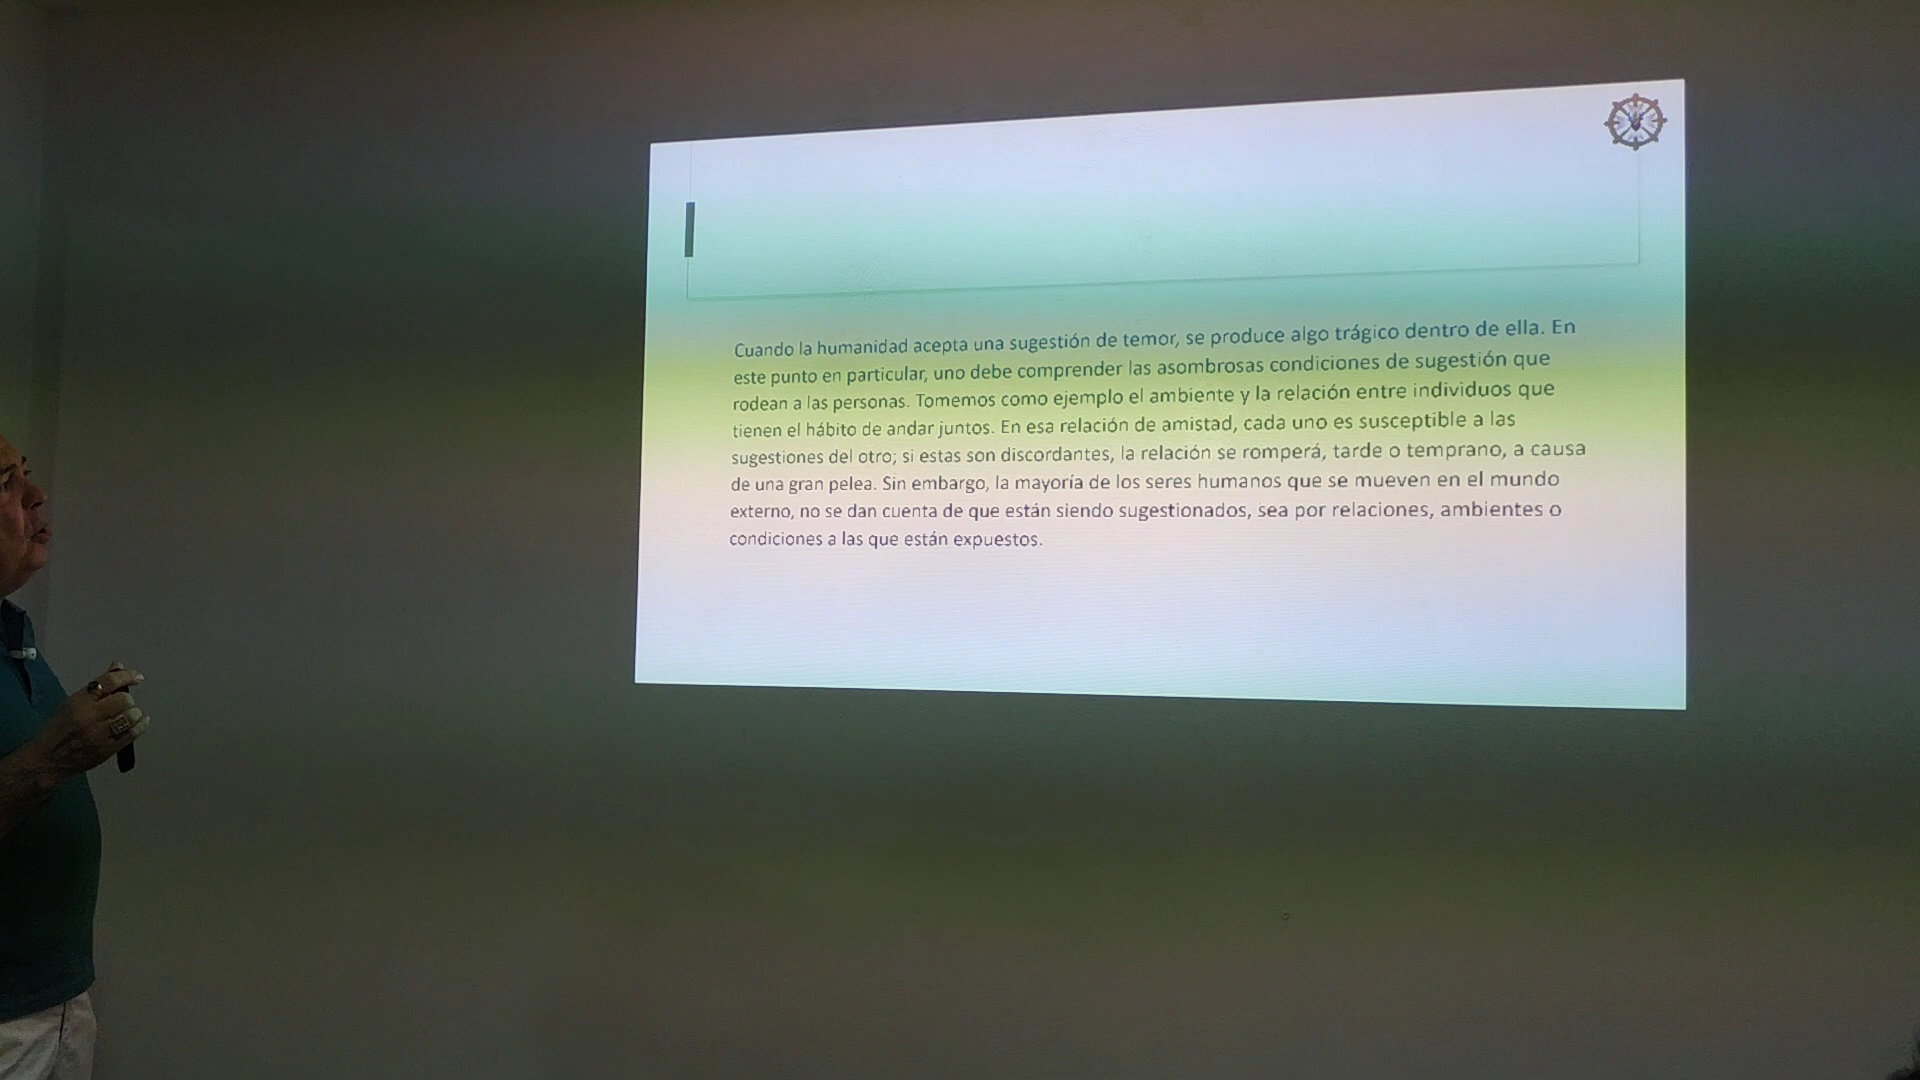 Cuando la humanidad acepta una sugestión de temor, se produce algo trágico dentro de ella. En
este punto en particular, uno debe comprender las asombrosas condiciones de sugestión que
rodean a las personas. Tomemos como ejemplo el ambiente y la relación entre individuos que
tienen el hábito de andar juntos. En esa relación de amistad, cada uno es susceptible a las
sugestiones del otro; si estas son discordantes, la relación se romperá, tarde o temprano, a causa
de una gran pelea. Sin embargo, la mayoría de los seres humanos que se mueven en el mundo
externo, no se dan cuenta de que están siendo sugestionados, sea por relaciones, ambientes o
condiciones a las que están expuestos.